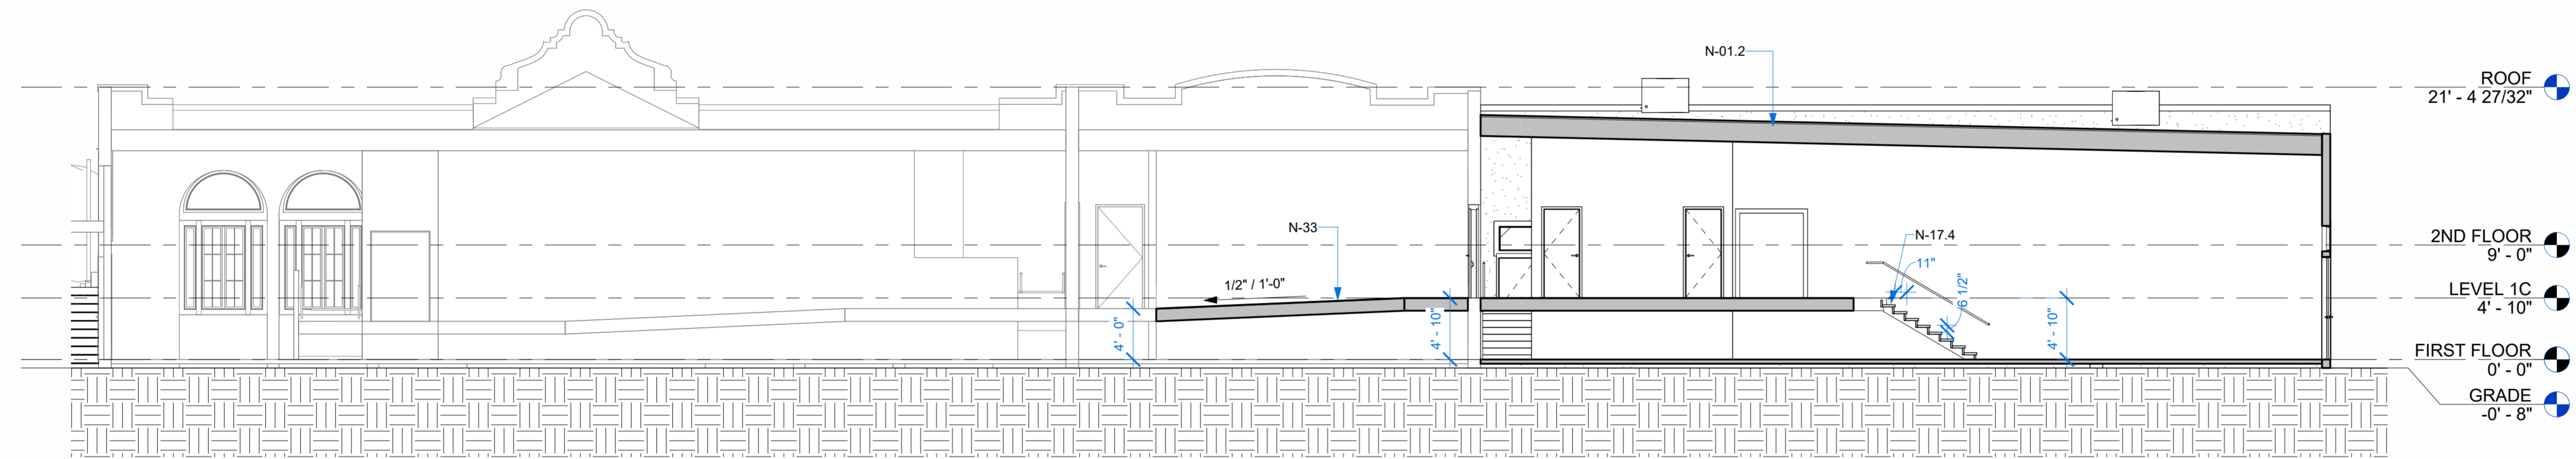 N-01.2
ROOF
21' - 4 27/32"
N-33
N-17.4
2ND FLOOR
9' - 0"
11"
1/2" / 1'-0"
6 1/2"
LEVEL 1C
4' - 10"
4' - 0"
4' - 10"
4' - 10"
FIRST FLOOR
0' - 0"
GRADE
-0' - 8"